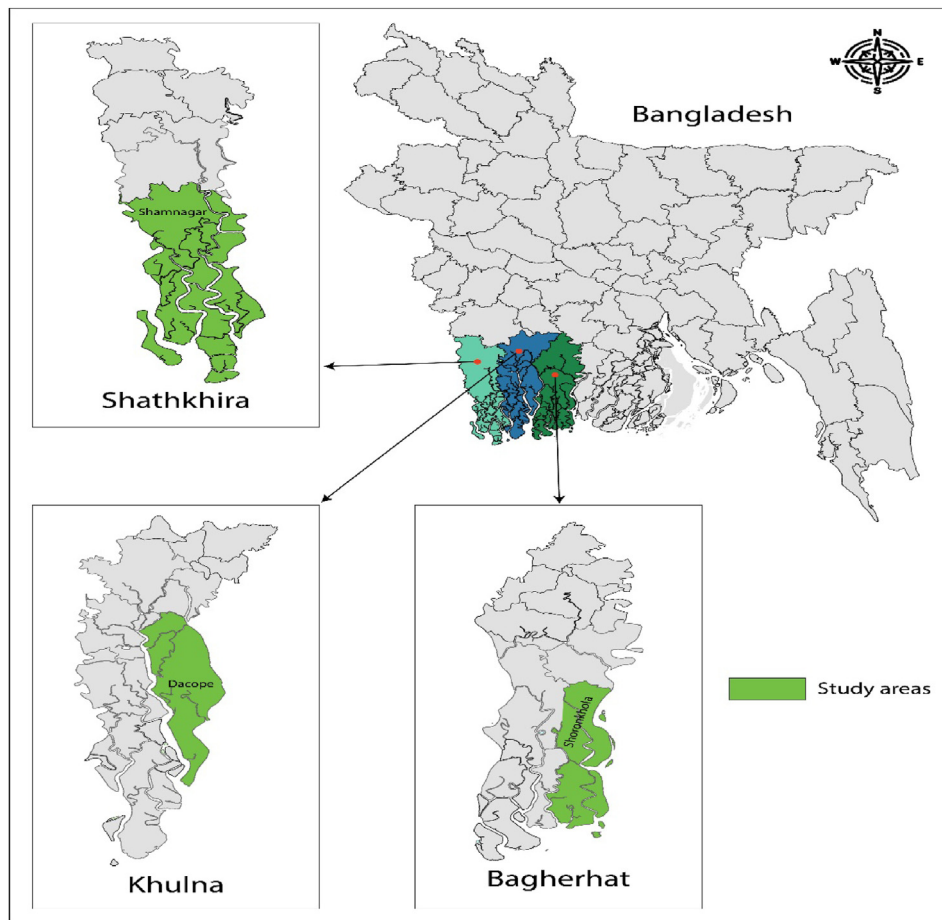 N
W E
S
Bangladesh
Shamnagar
Shathkhira
Dacope
Khulna
Shoronkhola
Bagherhat
Study areas